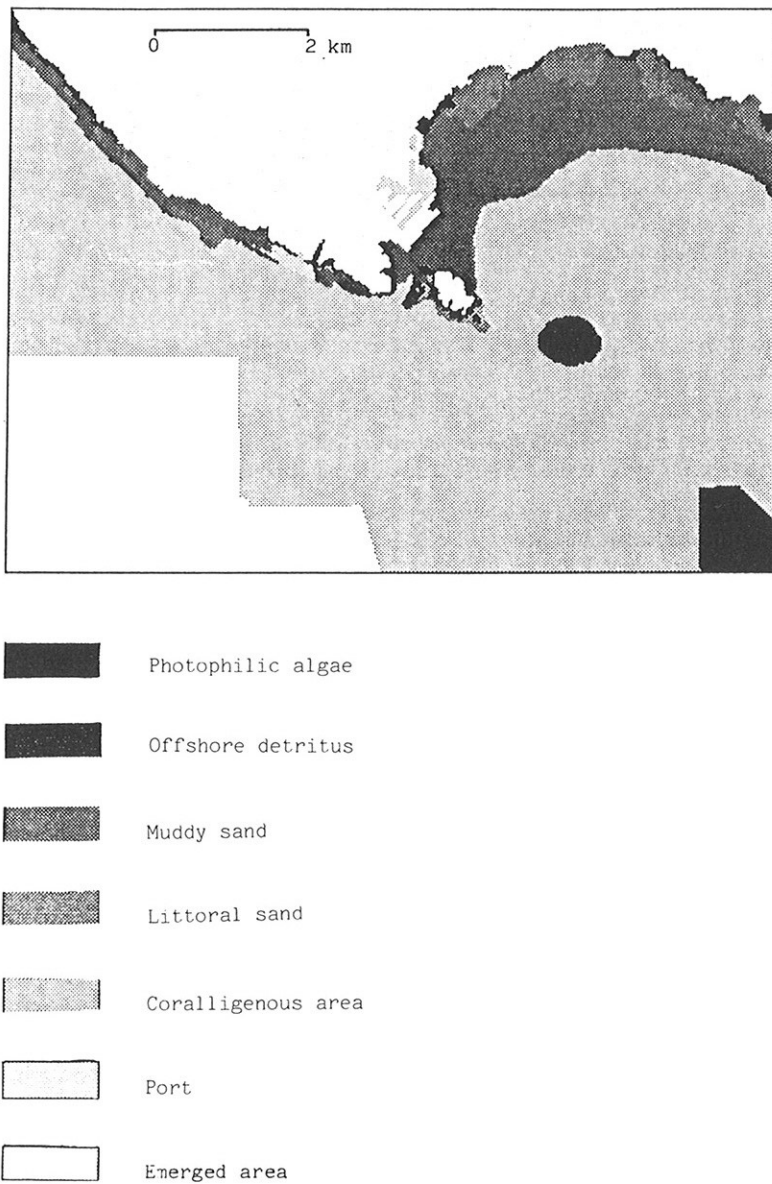 0 2 km
Photophilic algae
Offshore detritus
Muddy sand
Littoral sand
Coralligenous area
Port
Emerged area